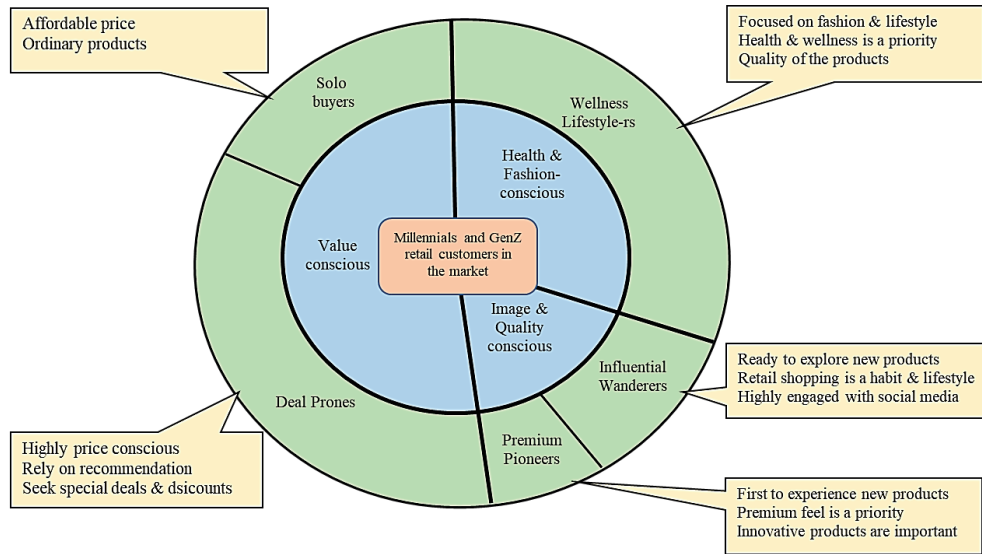 Affordable price
Ordinary products
Focused on fashion & lifestyle
Health & wellness is a priority
Quality of the products
Solo
buyers
Wellness
Lifestyle-rs
Health &
Fashion-
conscious
Value
conscious
Millennials and GenZ
retail customers in
the market
Image &
Quality
conscious
Influential
Wanderers
Ready to explore new products
Retail shopping is a habit & lifestyle
Highly engaged with social media
Deal Prones
Premium
Pioneers
Highly price conscious
Rely on recommendation
Seek special deals & dsicounts
First to experience new products
Premium feel is a priority
Innovative products are important